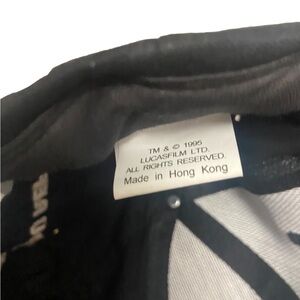 TM & © 1995
LUCASFILM LTD.
ALL RIGHTS RESERVED.
Made in Hong Kong